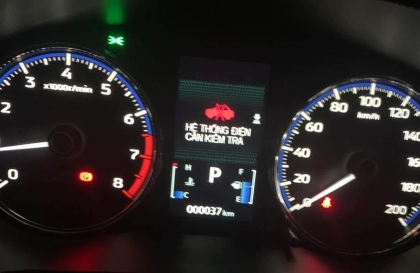 x1000r/min
0
2
3
4
5
6
7
8
HỆ THỐNG ĐIỆN
CẦN KIỂM TRA
H
C
P
F
E
000037 km
km/h
0
20
40
60
80
100
120
140
160
180
200